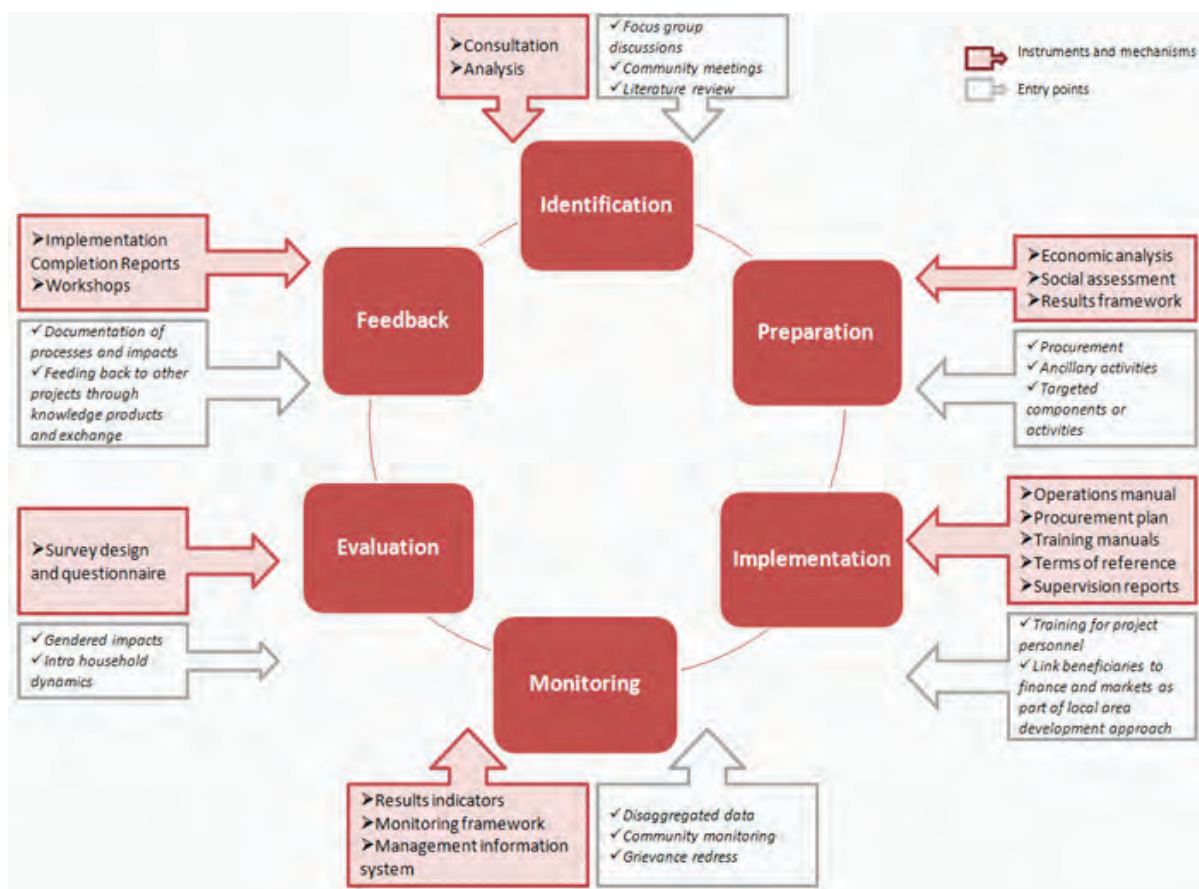 ➤Consultation
➤Analysis
✓Focus group
discussions
✓Community meetings
✓Literature review
Instruments and mechanisms
Entry points
Identification
➤Implementation
Completion Reports
➤Workshops
✓Documentation of
processes and impacts
✓Feeding back to other
projects through
knowledge products
and exchange
Feedback
Preparation
➤Economic analysis
➤Social assessment
➤Results framework
✓Procurement
✓Ancillary activities
✓Targeted
components or
activities
➤Survey design
and questionnaire
✓Gendered impacts
✓Intra household
dynamics
Evaluation
Implementation
➤Operations manual
➤Procurement plan
➤Training manuals
➤Terms of reference
➤Supervision reports
✓Training for project
personnel
✓Link beneficiaries to
finance and markets as
part of local area
development approach
Monitoring
➤Results indicators
➤Monitoring framework
➤Management information
system
✓Disaggregated data
✓Community monitoring
✓Grievance redress